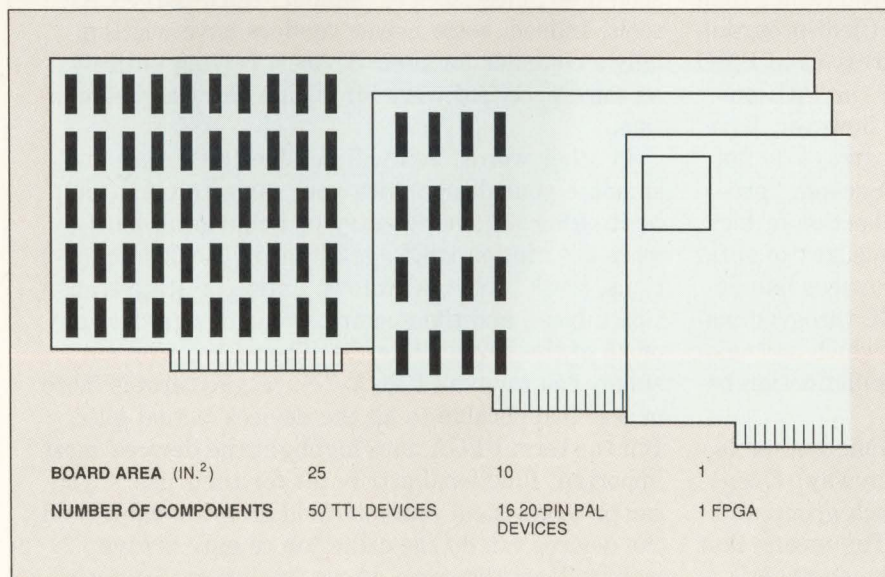 BOARD AREA (IN.²) 25 10 1
NUMBER OF COMPONENTS 50 TTL DEVICES 16 20-PIN PAL 1 FPGA
DEVICES